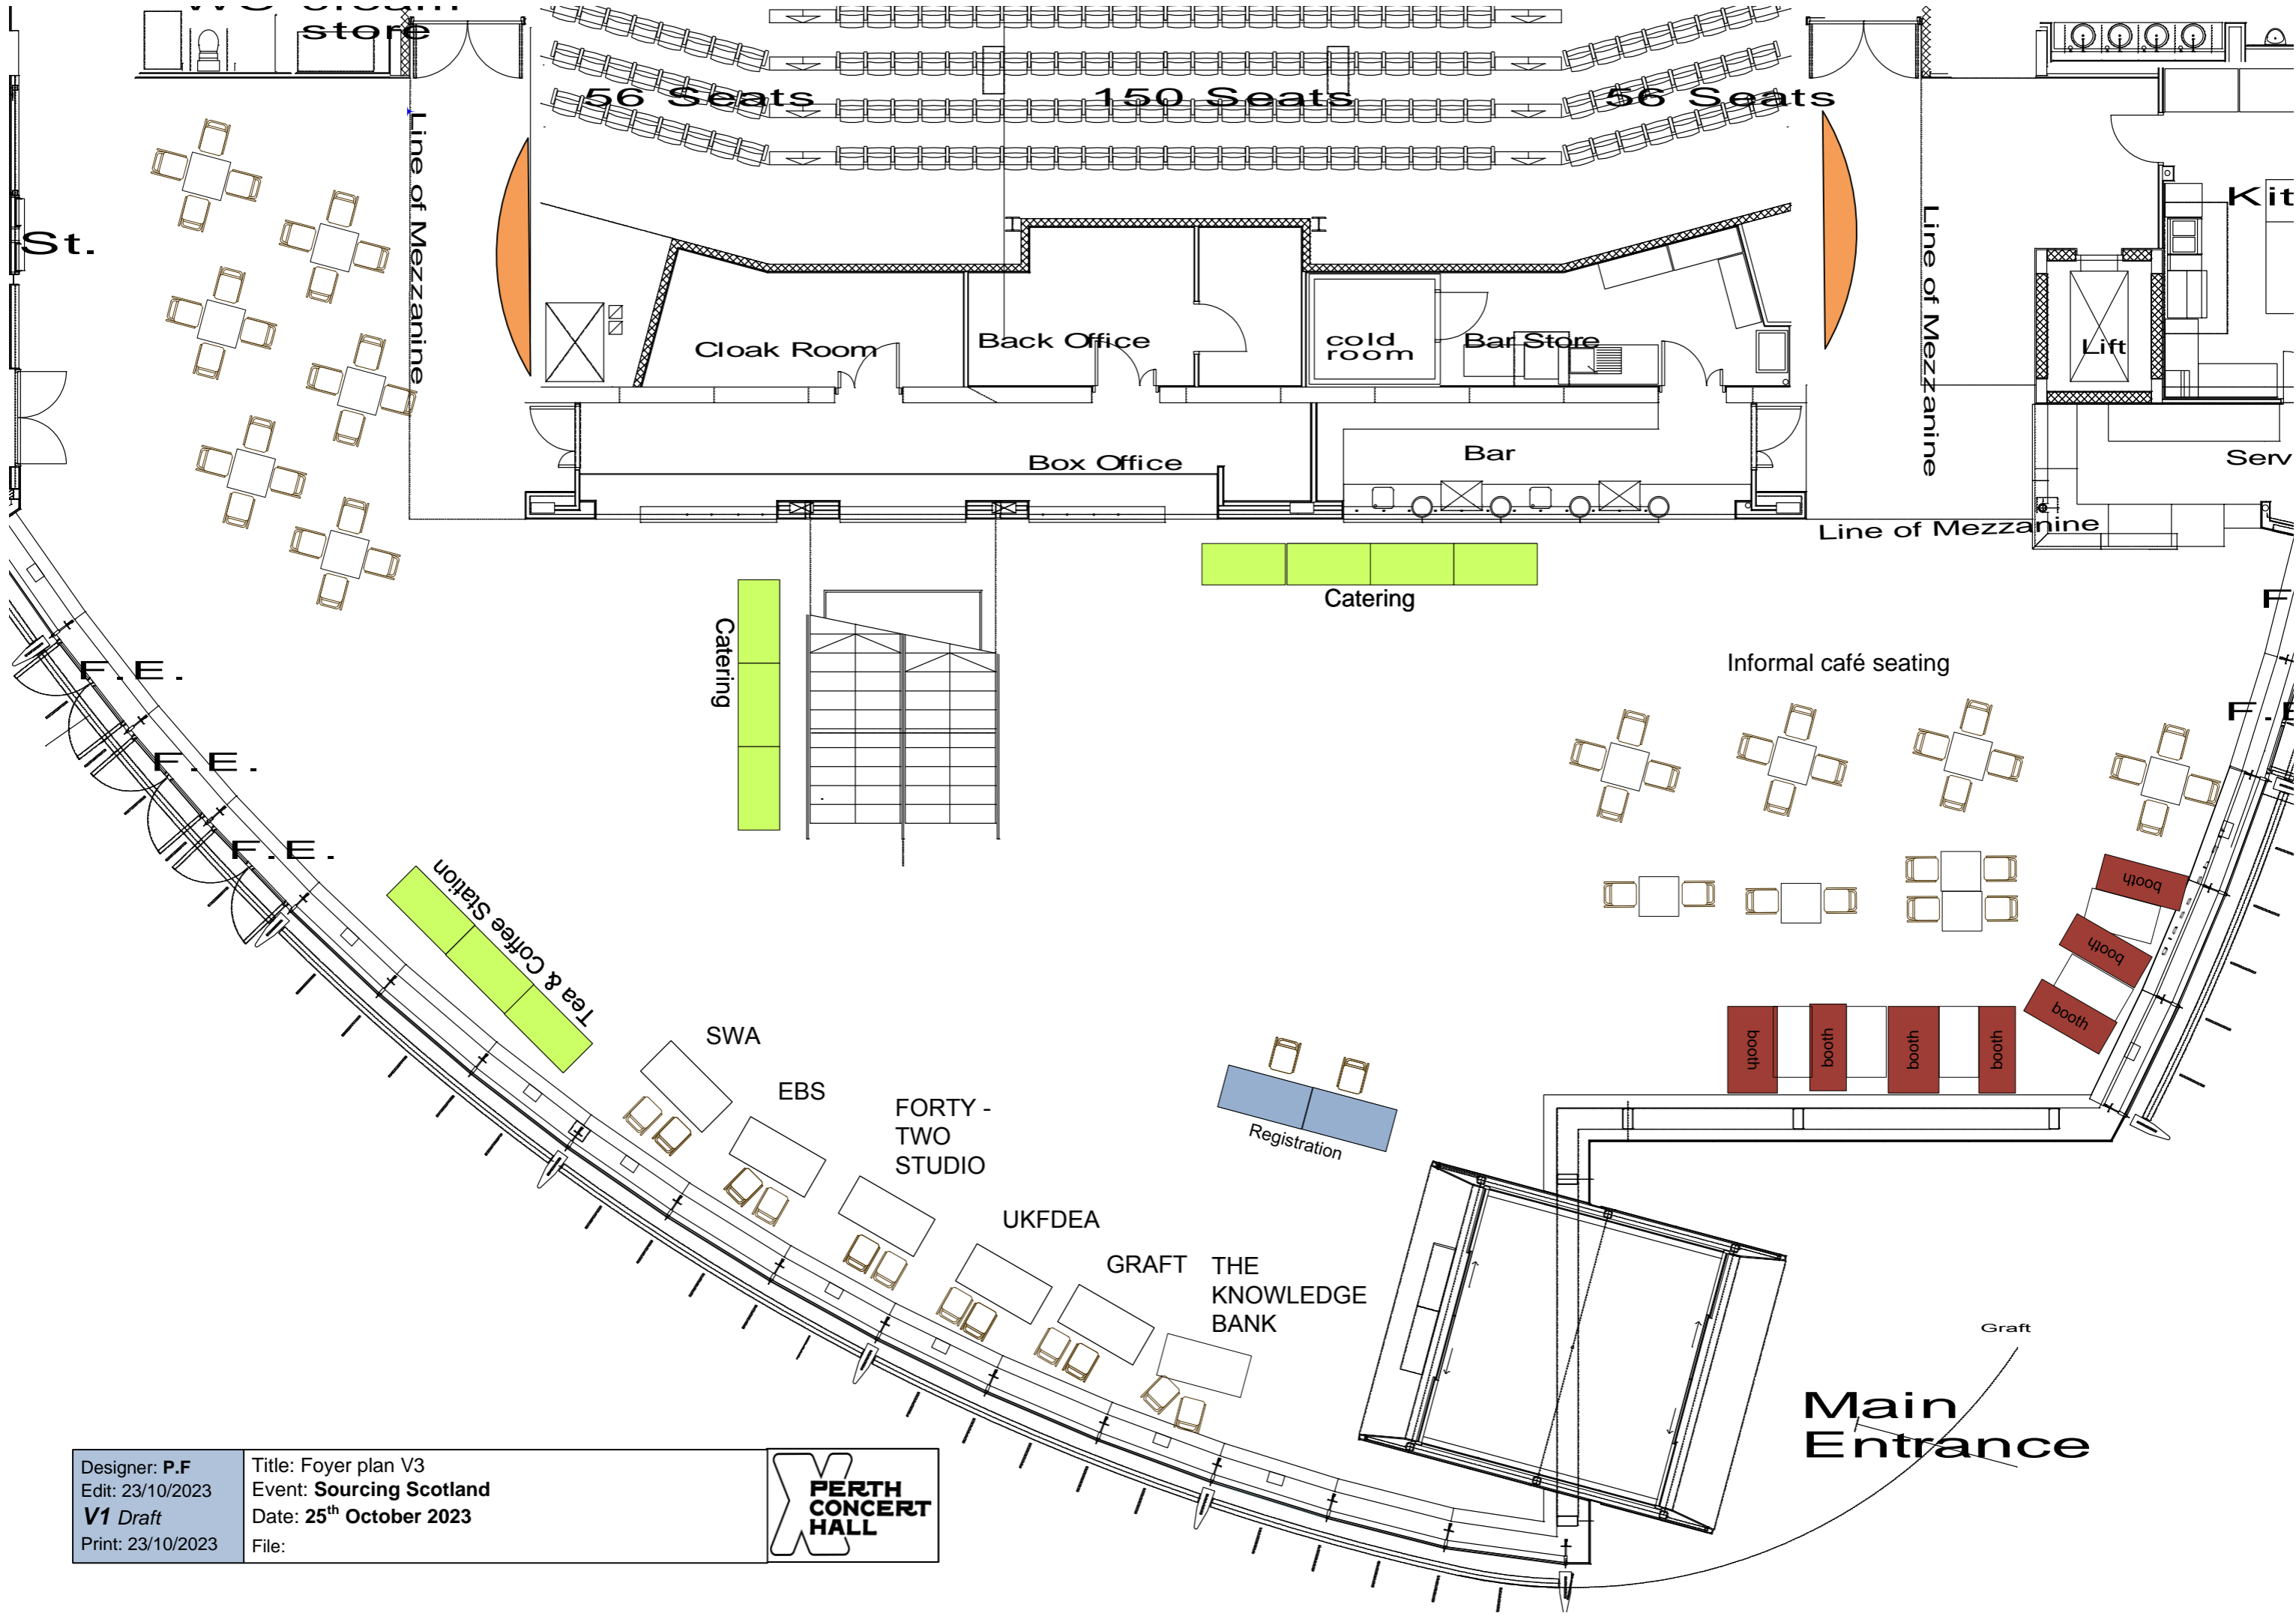 store
56 Seats
150 Seats
56 Seats
Line of Mezzanine
Line of Mezzanine
St.
Kit
Cloak Room
Back Office
cold
room
Bar Store
Lift
Box Office
Bar
Serv
Line of Mezzanine
Catering
Catering
F
Informal café seating
F.E.
F.E
F.E.
F.E.
Tea & Coffee Station
booth
booth
booth
booth
booth
booth
booth
glass
SWA
EBS
FORTY -
TWO
STUDIO
Registration
UKFDEA
GRAFT
THE
KNOWLEDGE
BANK
Graft
Main
Entrance
Designer: P.F
Edit: 23/10/2023
V1 Draft
Print: 23/10/2023
Title: Foyer plan V3
Event: Sourcing Scotland
Date: 25th October 2023
File:
PERTH
CONCERT
HALL